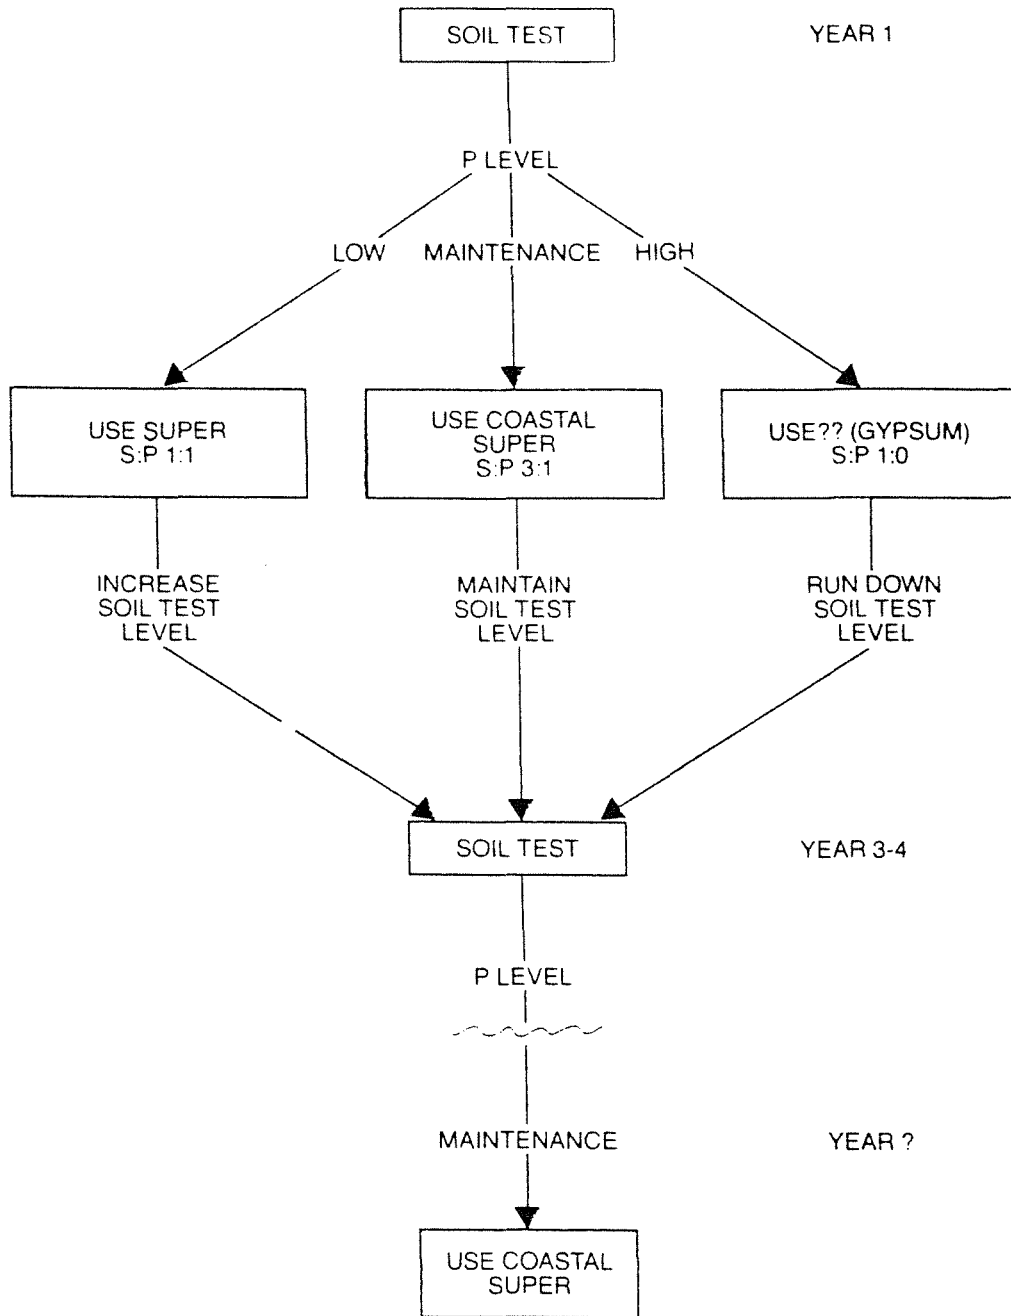 SOIL TEST
YEAR 1
P LEVEL
LOW
MAINTENANCE
HIGH
USE SUPER
S:P 1:1
USE COASTAL
SUPER
S:P 3:1
USE?? (GYPSUM)
S:P 1:0
INCREASE
SOIL TEST
LEVEL
MAINTAIN
SOIL TEST
LEVEL
RUN DOWN
SOIL TEST
LEVEL
SOIL TEST
YEAR 3-4
P LEVEL
MAINTENANCE
YEAR ?
USE COASTAL
SUPER